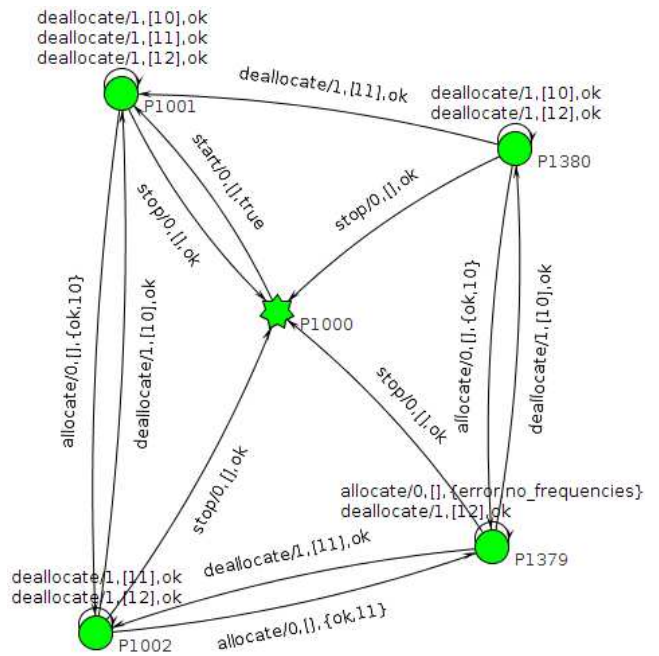 deallocate/1,[10],ok
deallocate/1,[11],ok
deallocate/1,[12],ok
P1001
deallocate/1,[11],ok
deallocate/1,[10],ok
deallocate/1,[12],ok
P1380
start/0,[],true
stop/0,[],ok
stop/0,[],ok
P1000
allocate/0,[],{ok,10}
deallocate/1,[10],ok
stop/0,[],ok
stop/0,[],ok
allocate/0,[],{ok,10}
deallocate/1,[10],ok
allocate/0,[],{error,no_frequencies}
deallocate/1,[12],ok
P1379
deallocate/1,[11],ok
deallocate/1,[11],ok
deallocate/1,[12],ok
P1002
allocate/0,[],{ok,11}